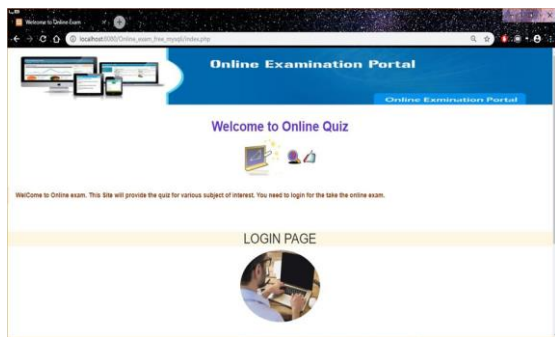 Welcome to Online Exam
localhost:8080/Online_exam_free_mysqli/index.php
Online Examination Portal
Online Exmination Portal
Welcome to Online Quiz
WelCome to Online exam. This Site will provide the quiz for various subject of interest. You need to login for the take the online exam.
LOGIN PAGE